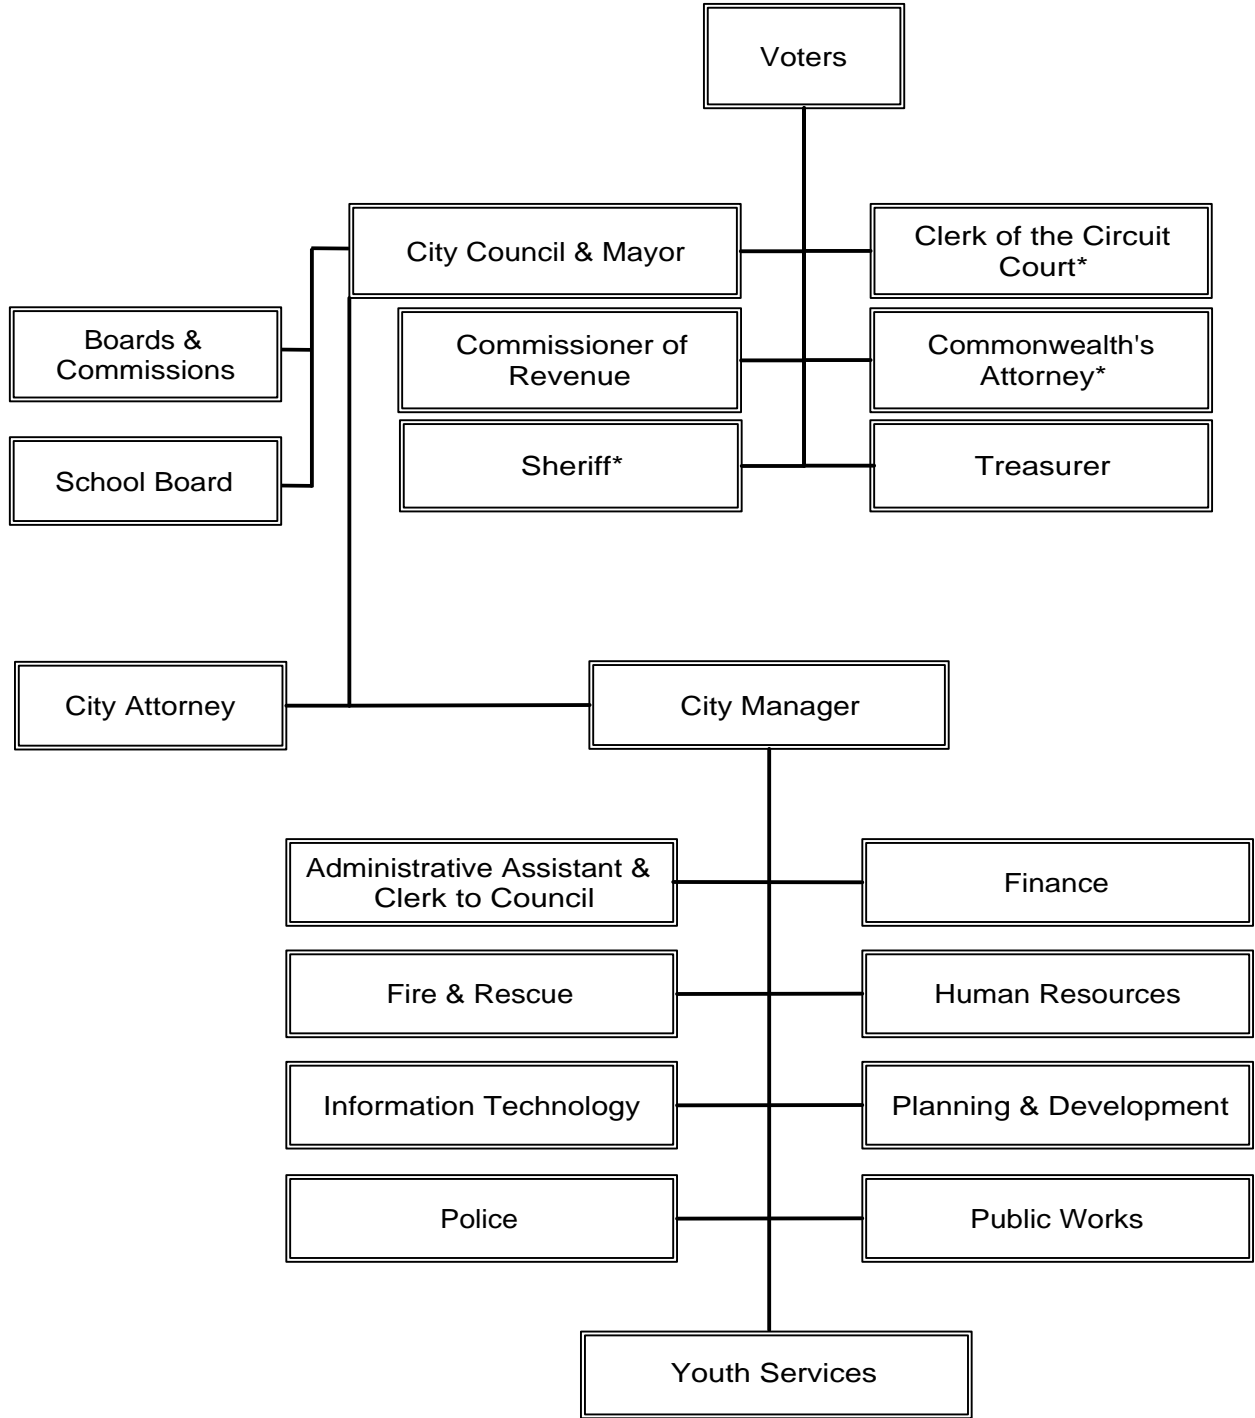 Voters
City Council & Mayor
Clerk of the Circuit
Court*
Boards &
Commissions
Commissioner of
Revenue
Commonwealth's
Attorney*
School Board
Sheriff*
Treasurer
City Attorney
City Manager
Administrative Assistant &
Clerk to Council
Finance
Fire & Rescue
Human Resources
Information Technology
Planning & Development
Police
Public Works
Youth Services